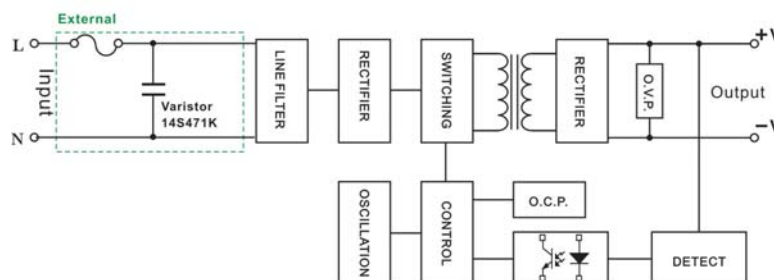 External
L
Input
N
Varistor
14S471K
LINE FILTER
RECTIFIER
SWITCHING
RECTIFIER
O.V.P.
+V
Output
−V
OSCILLATION
CONTROL
O.C.P.
DETECT